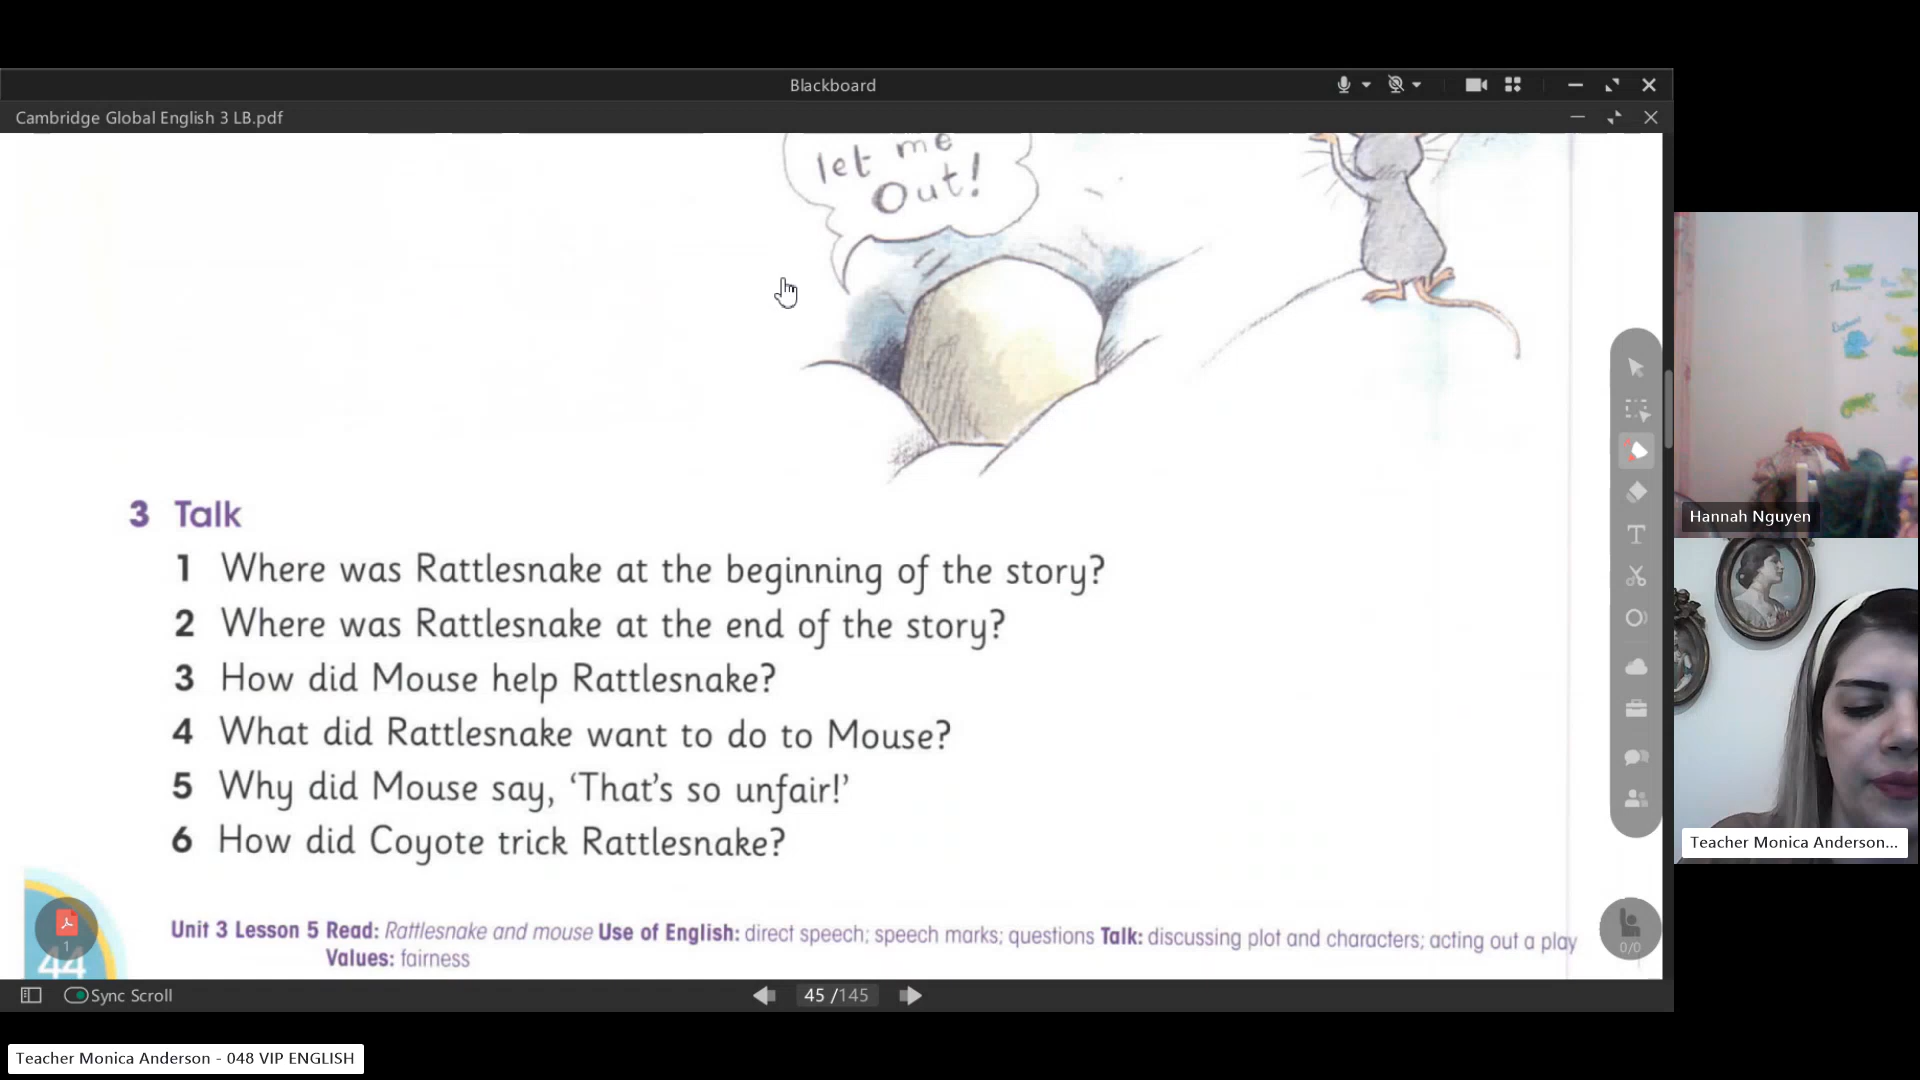 Blackboard
Cambridge Global English 3 LB.pdf
let me
Out!
3 Talk
1 Where was Rattlesnake at the beginning of the story?
2 Where was Rattlesnake at the end of the story?
3 How did Mouse help Rattlesnake?
4 What did Rattlesnake want to do to Mouse?
5 Why did Mouse say, ‘That’s so unfair!’
6 How did Coyote trick Rattlesnake?
Unit 3 Lesson 5 Read: Rattlesnake and mouse Use of English: direct speech; speech marks; questions Talk: discussing plot and characters; acting out a play
Values: fairness
1
44
0/0
Sync Scroll
45 /145
Hannah Nguyen
Teacher Monica Anderson...
Teacher Monica Anderson - 048 VIP ENGLISH